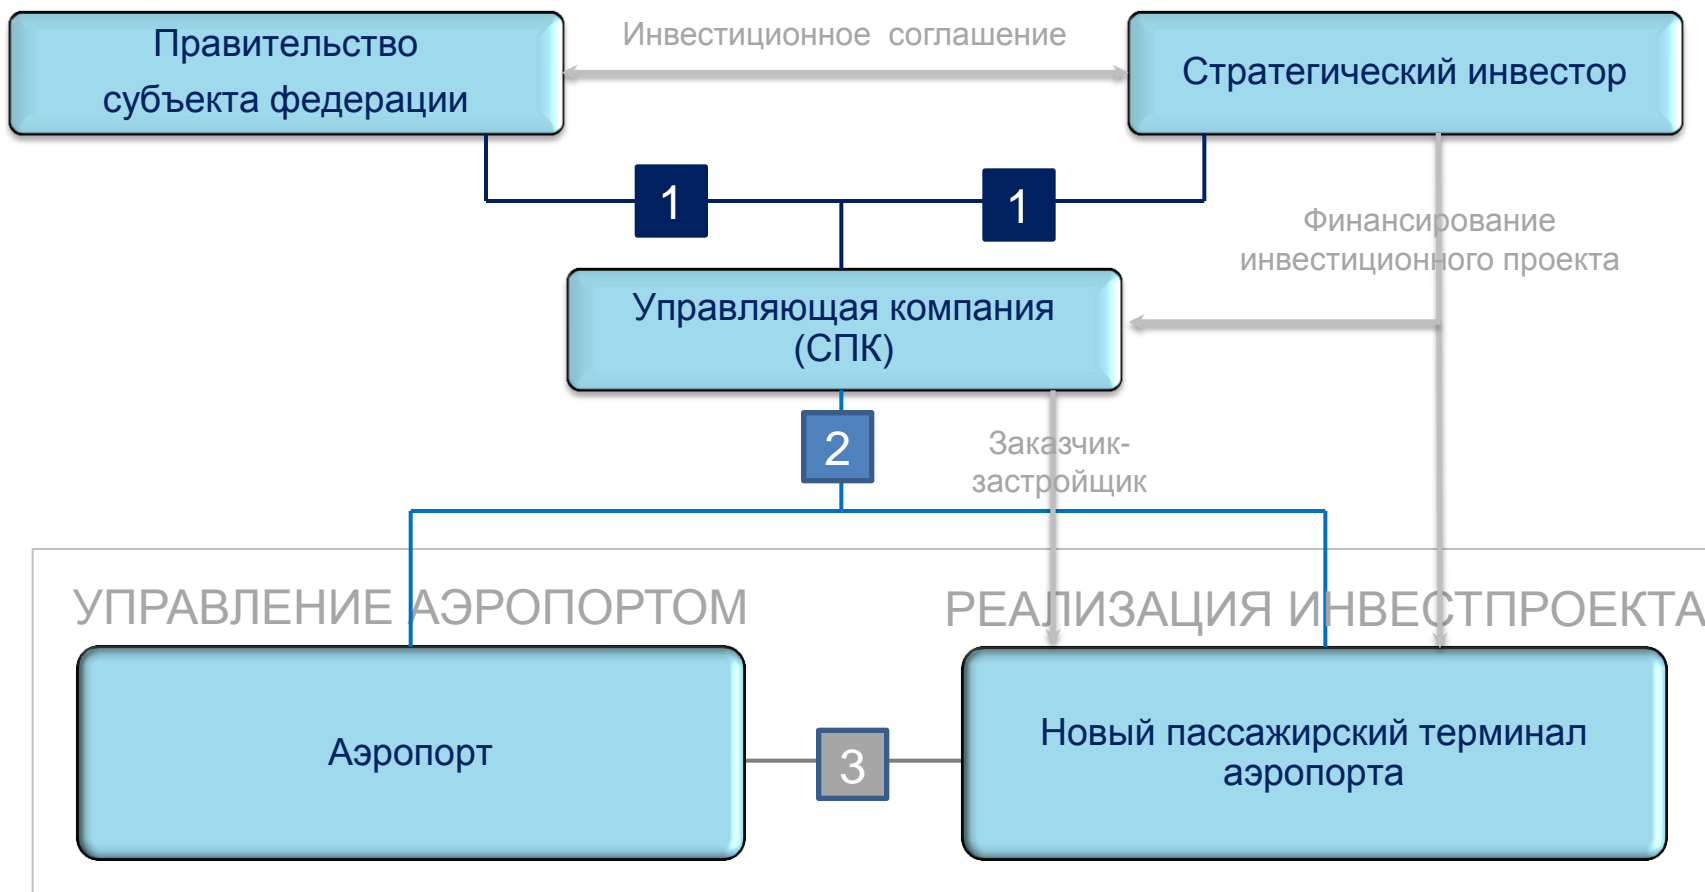 Правительство
субъекта федерации
Инвестиционное соглашение
Стратегический инвестор
1
1
Финансирование
инвестиционного проекта
Управляющая компания
(СПК)
2
Заказчик-
застройщик
УПРАВЛЕНИЕ АЭРОПОРТОМ
РЕАЛИЗАЦИЯ ИНВЕСТПРОЕКТА
Аэропорт
3
Новый пассажирский терминал
аэропорта